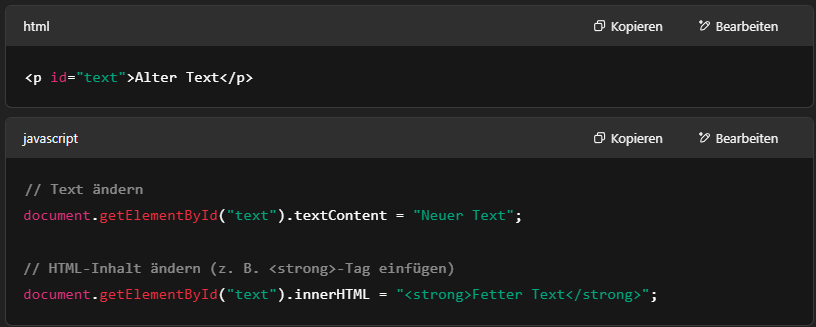 html Kopieren Bearbeiten
<p id="text">Alter Text</p>
javascript Kopieren Bearbeiten
// Text ändern
document.getElementById("text").textContent = "Neuer Text";
// HTML-Inhalt ändern (z. B. <strong>-Tag einfügen)
document.getElementById("text").innerHTML = "<strong>Fetter Text</strong>";